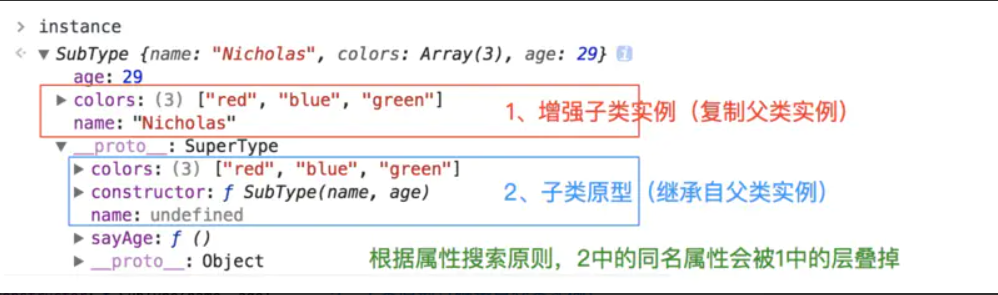 > instance
<· ▼ SubType {name: "Nicholas", colors: Array(3), age: 29} i
age: 29
▶ colors: (3) ["red", "blue", "green"]
name: "Nicholas"
1、增强子类实例（复制父类实例）
▼ __proto__: SuperType
▶ colors: (3) ["red", "blue", "green"]
▶ constructor: ƒ SubType(name, age)
name: undefined
2、子类原型（继承自父类实例）
▶ sayAge: ƒ ()
▶ __proto__: Object
根据属性搜索原则，2中的同名属性会被1中的层叠掉